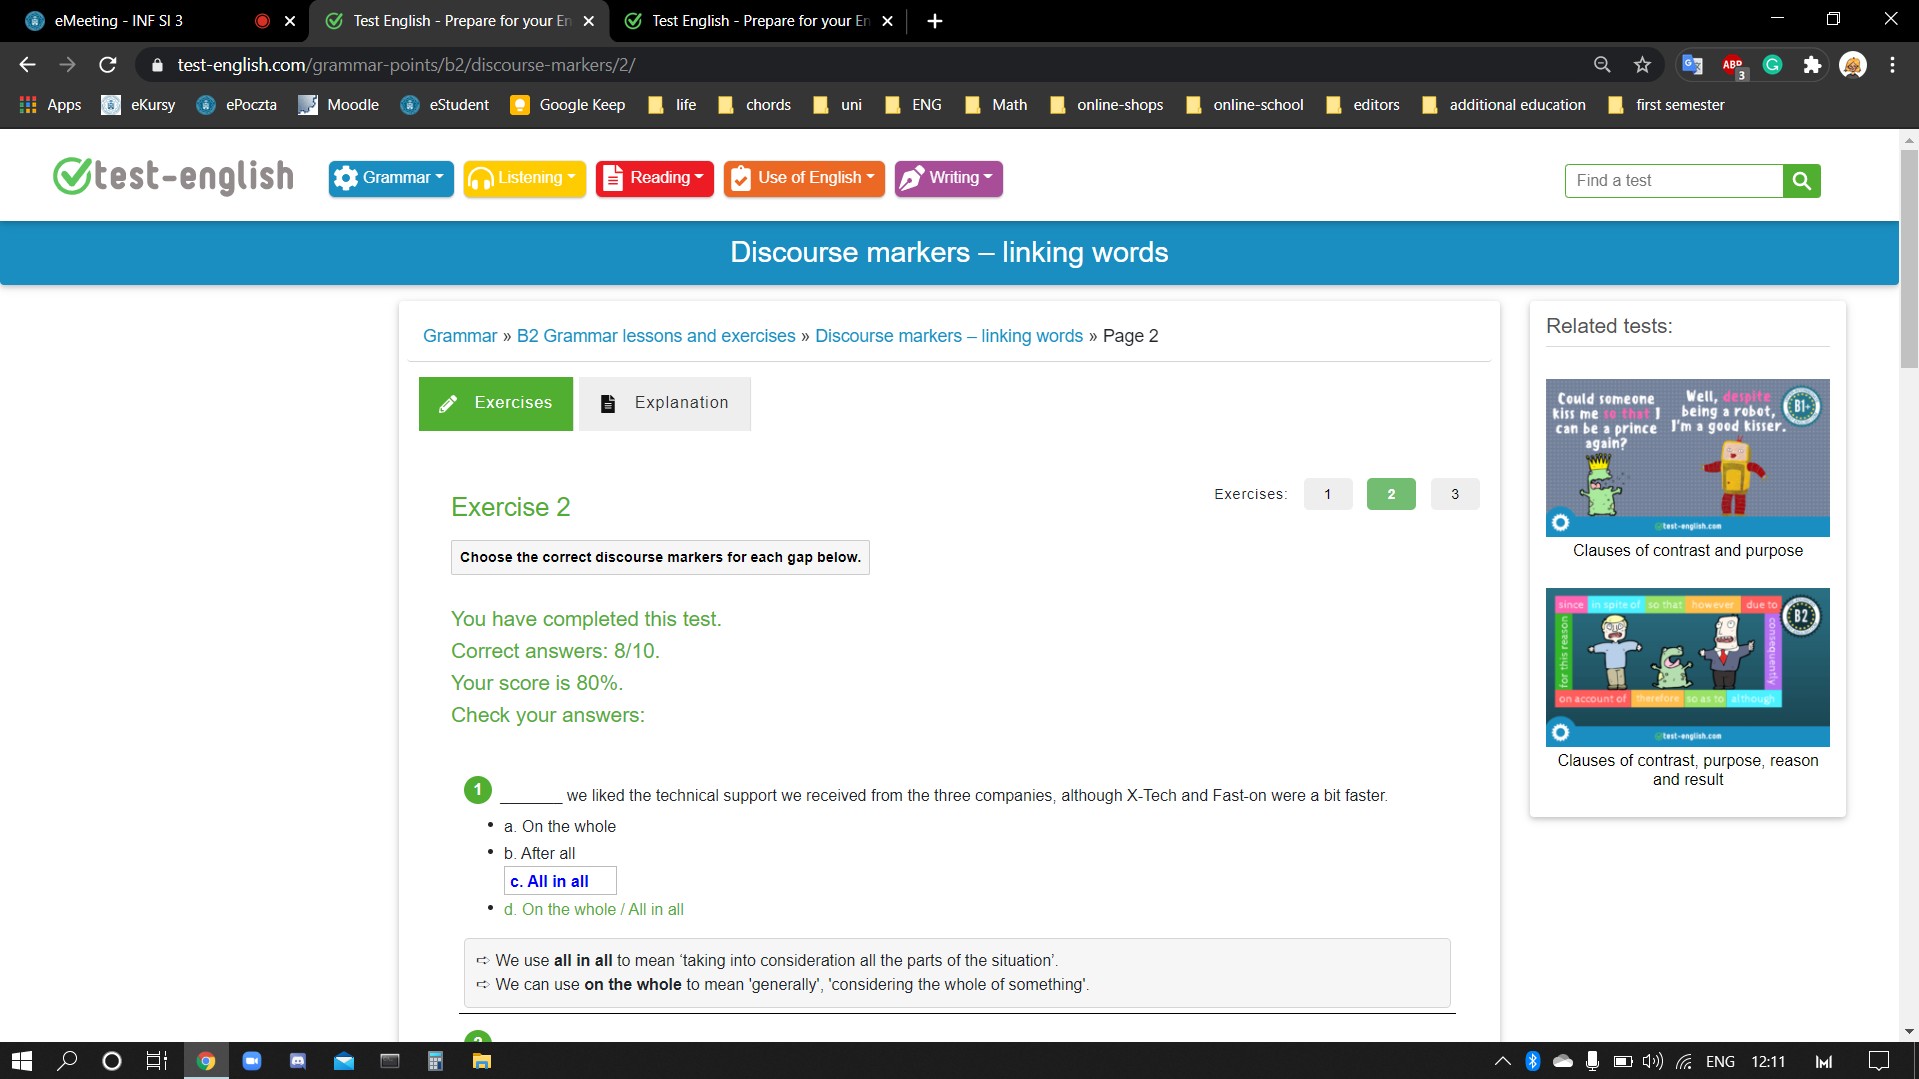 eMeeting - INF SI 3
Test English - Prepare for your En
Test English - Prepare for your En
test-english.com/grammar-points/b2/discourse-markers/2/
ABP
3
Apps
eKursy
ePoczta
Moodle
eStudent
Google Keep
life
chords
uni
ENG
Math
online-shops
online-school
editors
additional education
first semester
test-english
Grammar
Listening
Reading
Use of English
Writing
Find a test
Discourse markers – linking words
Grammar » B2 Grammar lessons and exercises » Discourse markers – linking words » Page 2
Exercises
Explanation
Exercises: 1 2 3
Exercise 2
Choose the correct discourse markers for each gap below.
You have completed this test.
Correct answers: 8/10.
Your score is 80%.
Check your answers:
1 _______ we liked the technical support we received from the three companies, although X-Tech and Fast-on were a bit faster.
• a. On the whole
• b. After all
c. All in all
• d. On the whole / All in all
➪ We use all in all to mean ‘taking into consideration all the parts of the situation’.
➪ We can use on the whole to mean 'generally', 'considering the whole of something'.
2
Related tests:
Could someone
kiss me so that I
can be a prince
again?
Well, despite
being a robot,
I'm a good kisser.
B1+
test-english.com
Clauses of contrast and purpose
since in spite of so that however due to
B2
for this reason
consequently
on account of therefore so as to although
test-english.com
Clauses of contrast, purpose, reason
and result
ENG
12:11